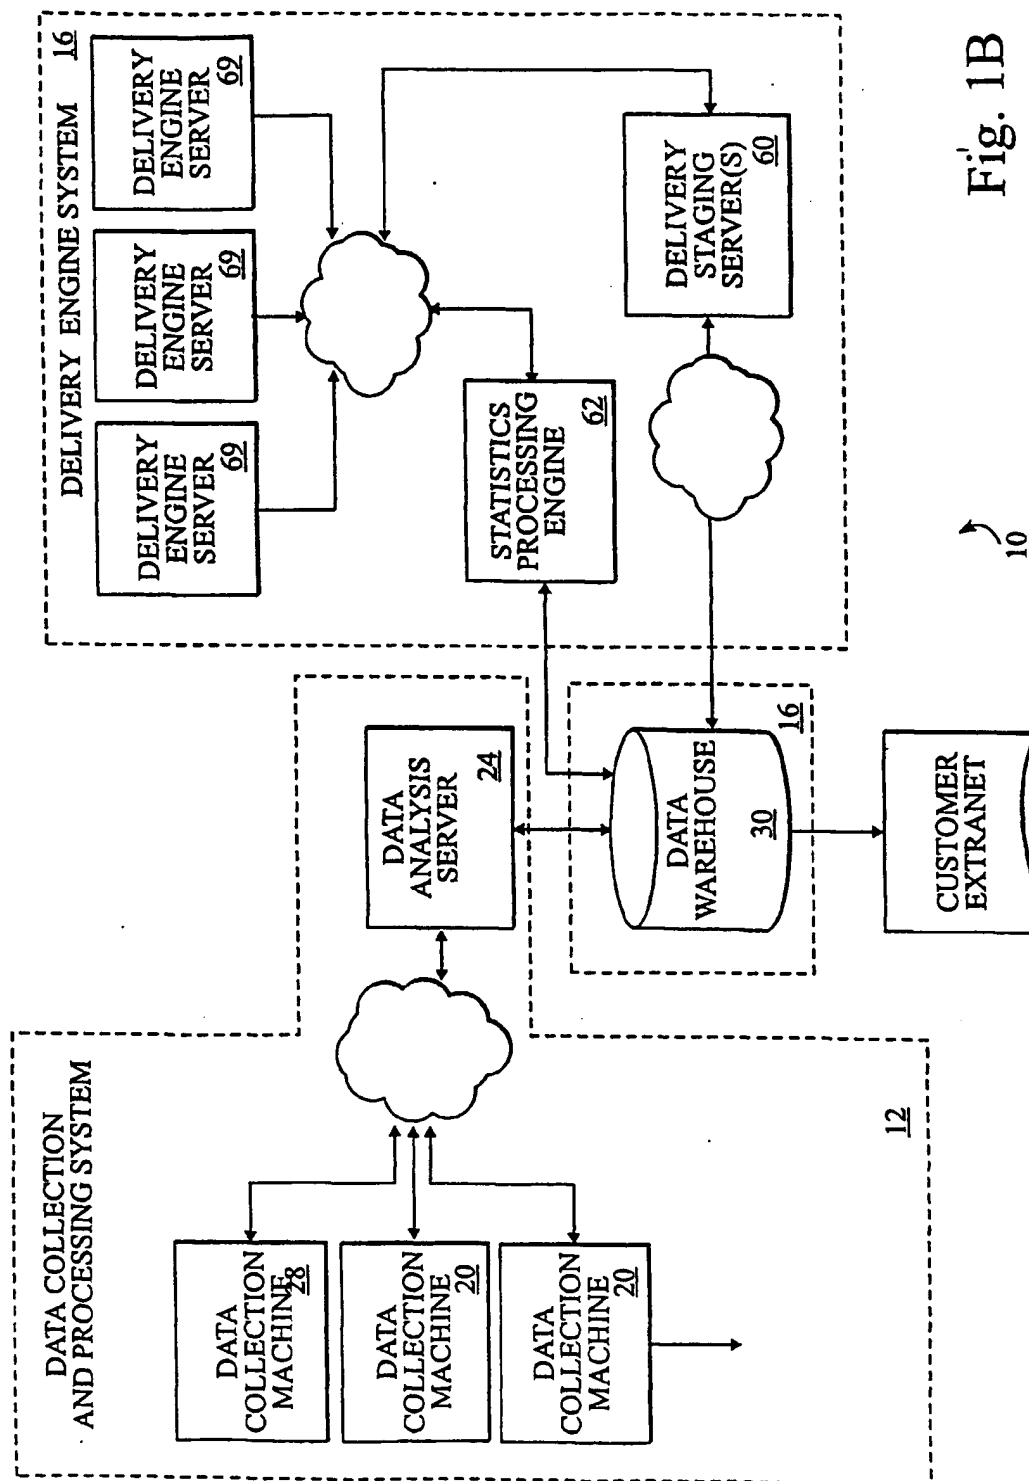 DATA COLLECTION
AND PROCESSING SYSTEM
DATA
COLLECTION
MACHINE
28
DATA
COLLECTION
MACHINE
20
DATA
COLLECTION
MACHINE
20
12
DATA
ANALYSIS
SERVER
24
DATA
WAREHOUSE
30
16
CUSTOMER
EXTRANET
DELIVERY ENGINE SYSTEM
16
DELIVERY
ENGINE
SERVER
69
DELIVERY
ENGINE
SERVER
69
DELIVERY
ENGINE
SERVER
69
STATISTICS
PROCESSING
ENGINE
62
DELIVERY
STAGING
SERVER(S)
60
10
Fig. 1B